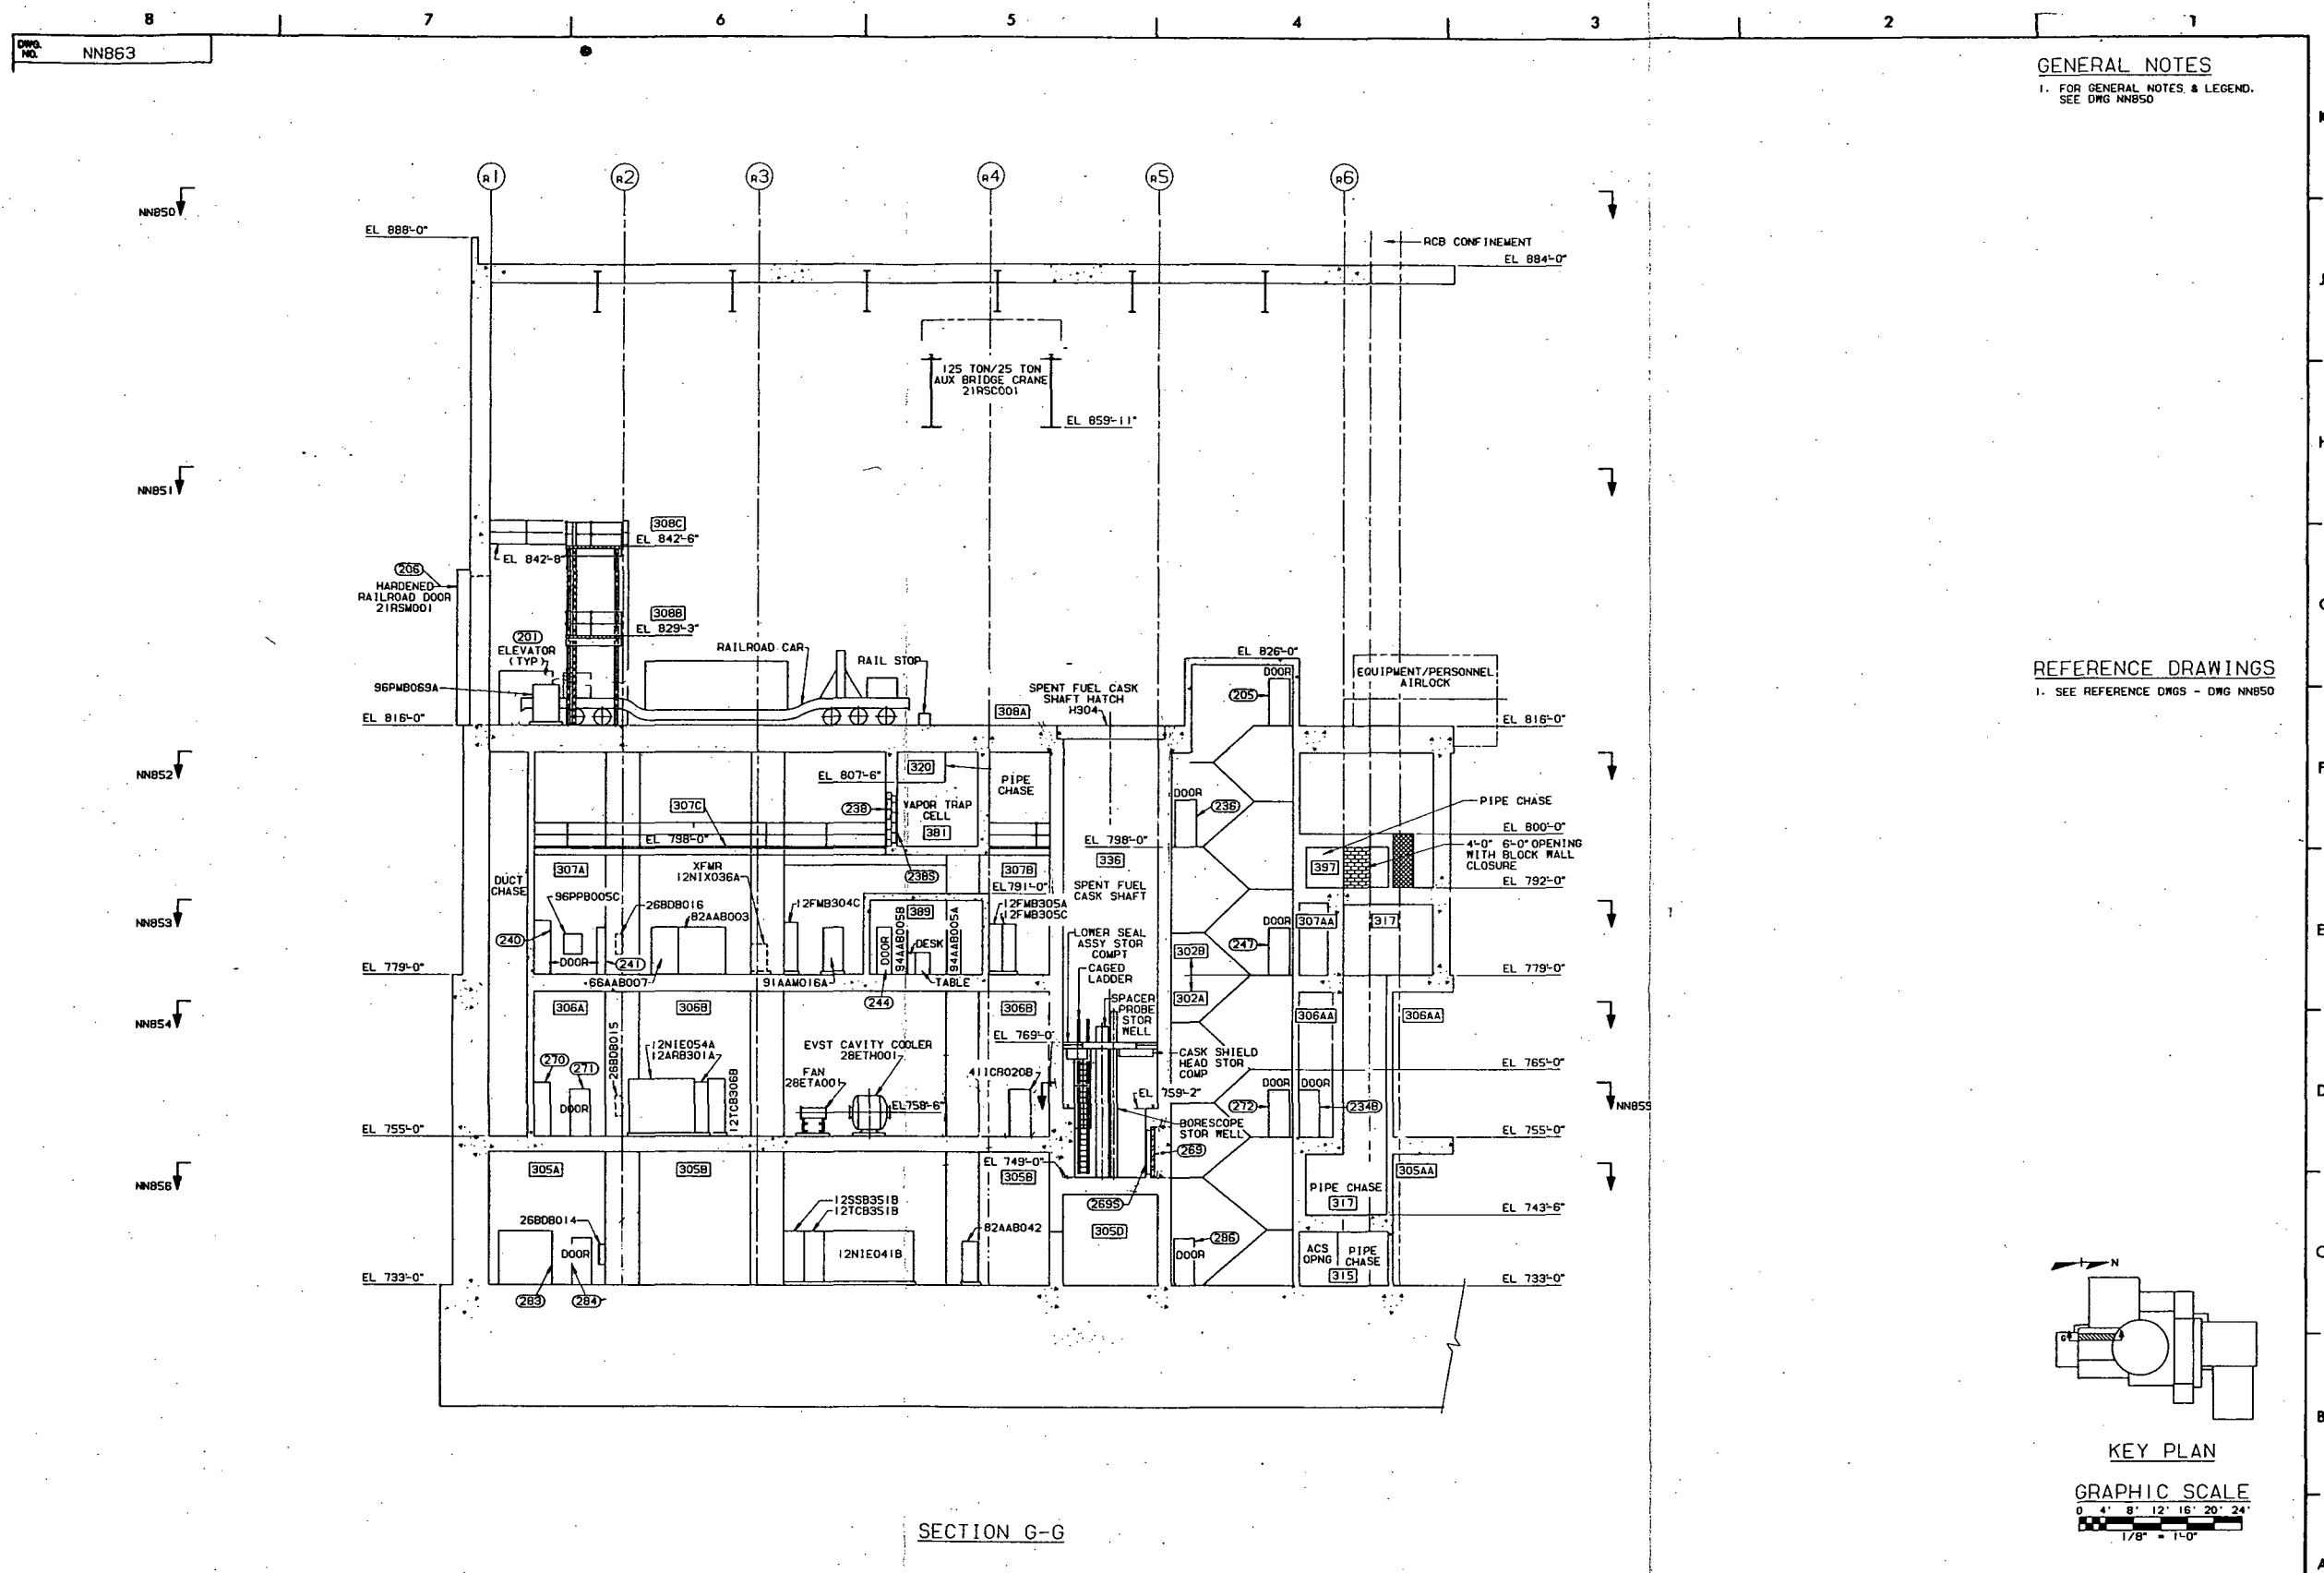 8 7 6 5 4 3 2 1
DWG. NO. NN863
GENERAL NOTES
1. FOR GENERAL NOTES & LEGEND.
SEE DWG NN850
R1 R2 R3 R4 R5 R6
NN850
EL 888'-0"
RCB CONFINEMENT
EL 884'-0"
J
125 TON/25 TON
AUX BRIDGE CRANE
21RSC001
EL 859'-11"
H
NN851
308C
EL 842'-6"
EL 842'-8"
206
HARDENED
RAILROAD DOOR
21RSM001
308B
EL 829'-3"
G
201
ELEVATOR
(TYP)
96PMB069A
RAILROAD CAR
RAIL STOP
EL 826'-0"
DOOR
205
EQUIPMENT/PERSONNEL
AIRLOCK
SPENT FUEL CASK
SHAFT HATCH
H304
308A
EL 816'-0"
EL 816'-0"
REFERENCE DRAWINGS
1. SEE REFERENCE DWGS - DWG NN850
NN852
F
320
EL 807'-6"
PIPE
CHASE
307C
238
VAPOR TRAP
CELL
381
DOOR
236
PIPE CHASE
EL 798'-0"
EL 798'-0"
EL 800'-0"
4'-0" 6'-0" OPENING
WITH BLOCK WALL
CLOSURE
XFMR
12NIX036A
307A
238S
307B
336
397
DUCT
CHASE
EL 791'-0"
SPENT FUEL
CASK SHAFT
EL 792'-0"
96PPB005C
26BDB016
82AAB003
12FMB304C
389
12FMB305A
12FMB305C
NN853
DOOR
307AA
317
E
240
DOOR
241
DOOR
94AAB005B
DESK
94AAB005A
LOWER SEAL
ASSY STOR
COMPT
302B
247
EL 779'-0"
66AAB007
91AAM016A
244
TABLE
CAGED
LADDER
EL 779'-0"
302A
306A
306B
306B
SPACER
PROBE
STOR
WELL
306AA
306AA
NN854
26BDB015
EL 769'-0"
12NIE054A
12ARB301A
EVST CAVITY COOLER
28ETH001
270
271
FAN
28ETA001
411CR020B
CASK SHIELD
HEAD STOR
COMP
EL 765'-0"
12TCB306B
DOOR
EL 758'-6"
EL 759'-2"
DOOR DOOR
272
234B
NN855
D
BORESCOPE
STOR WELL
EL 755'-0"
EL 755'-0"
269
305A
305B
EL 749'-0"
305B
305AA
NN856
PIPE CHASE
317
269S
EL 743'-6"
12SSB351B
12TCB351B
26BDB014
82AAB042
305D
286
DOOR
12NIE041B
DOOR
ACS
OPNG
PIPE
CHASE
315
EL 733'-0"
EL 733'-0"
283
284
C
N
G
KEY PLAN
B
GRAPHIC SCALE
0 4' 8' 12' 16' 20' 24'
1/8" = 1'-0"
SECTION G-G
A